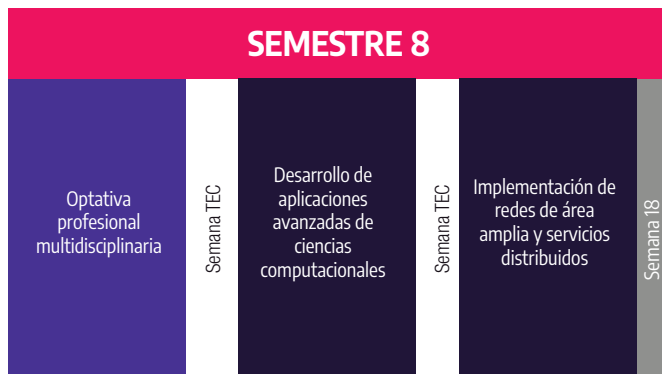 SEMESTRE 8
Optativa
profesional
multidisciplinaria
Semana TEC
Desarrollo de
aplicaciones
avanzadas de
ciencias
computacionales
Semana TEC
Implementación de
redes de área
amplia y servicios
distribuidos
Semana 18